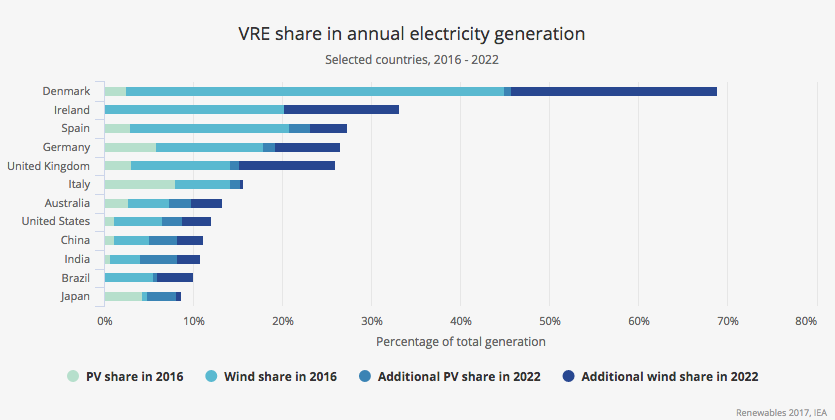 VRE share in annual electricity generation
Selected countries, 2016 - 2022
Denmark
Ireland
Spain
Germany
United Kingdom
Italy
Australia
United States
China
India
Brazil
Japan
0% 10% 20% 30% 40% 50% 60% 70% 80%
Percentage of total generation
PV share in 2016 Wind share in 2016 Additional PV share in 2022 Additional wind share in 2022
Renewables 2017, IEA